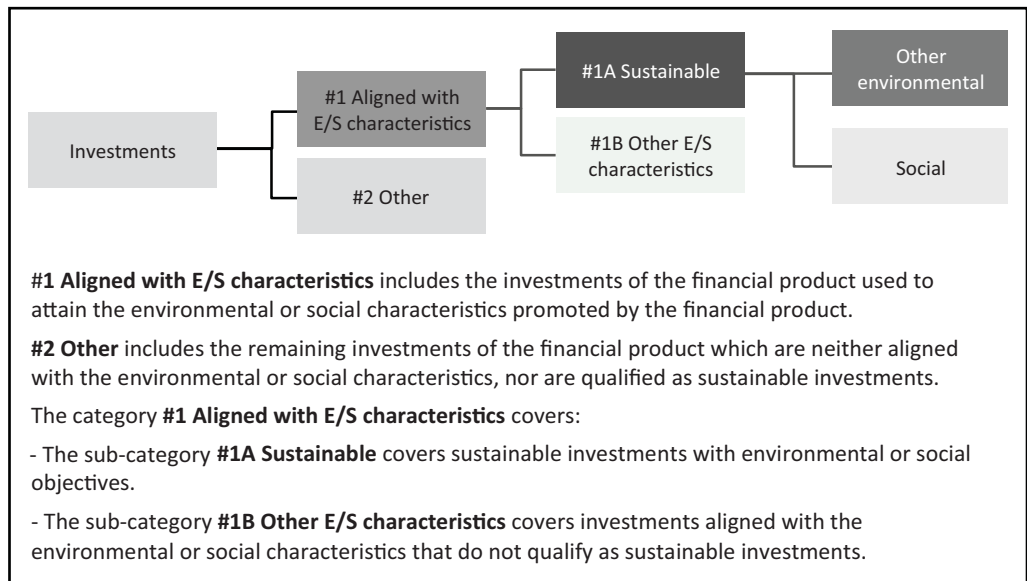 Investments
#1 Aligned with
E/S characteristics
#2 Other
#1A Sustainable
#1B Other E/S
characteristics
Other
environmental
Social
#1 Aligned with E/S characteristics includes the investments of the financial product used to
attain the environmental or social characteristics promoted by the financial product.
#2 Other includes the remaining investments of the financial product which are neither aligned
with the environmental or social characteristics, nor are qualified as sustainable investments.
The category #1 Aligned with E/S characteristics covers:
- The sub-category #1A Sustainable covers sustainable investments with environmental or social
objectives.
- The sub-category #1B Other E/S characteristics covers investments aligned with the
environmental or social characteristics that do not qualify as sustainable investments.